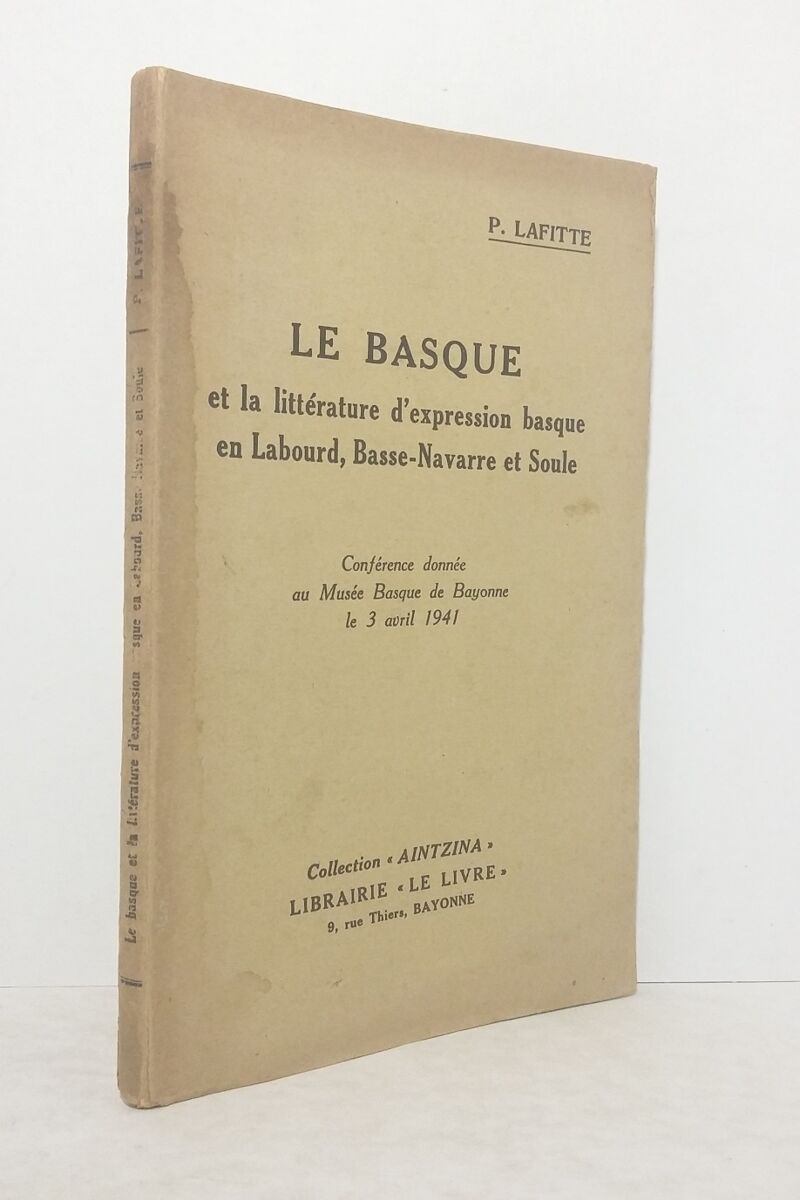 P. LAFITTE
LE BASQUE
et la littérature d'expression basque
en Labourd, Basse-Navarre et Soule
Conférence donnée
au Musée Basque de Bayonne
le 3 avril 1941
Collection « AINTZINA »
LIBRAIRIE « LE LIVRE »
9, rue Thiers, BAYONNE
Le basque et la Littérature d'expression en Labourd, Basse-Navarre et Soule
P. LAFITTE